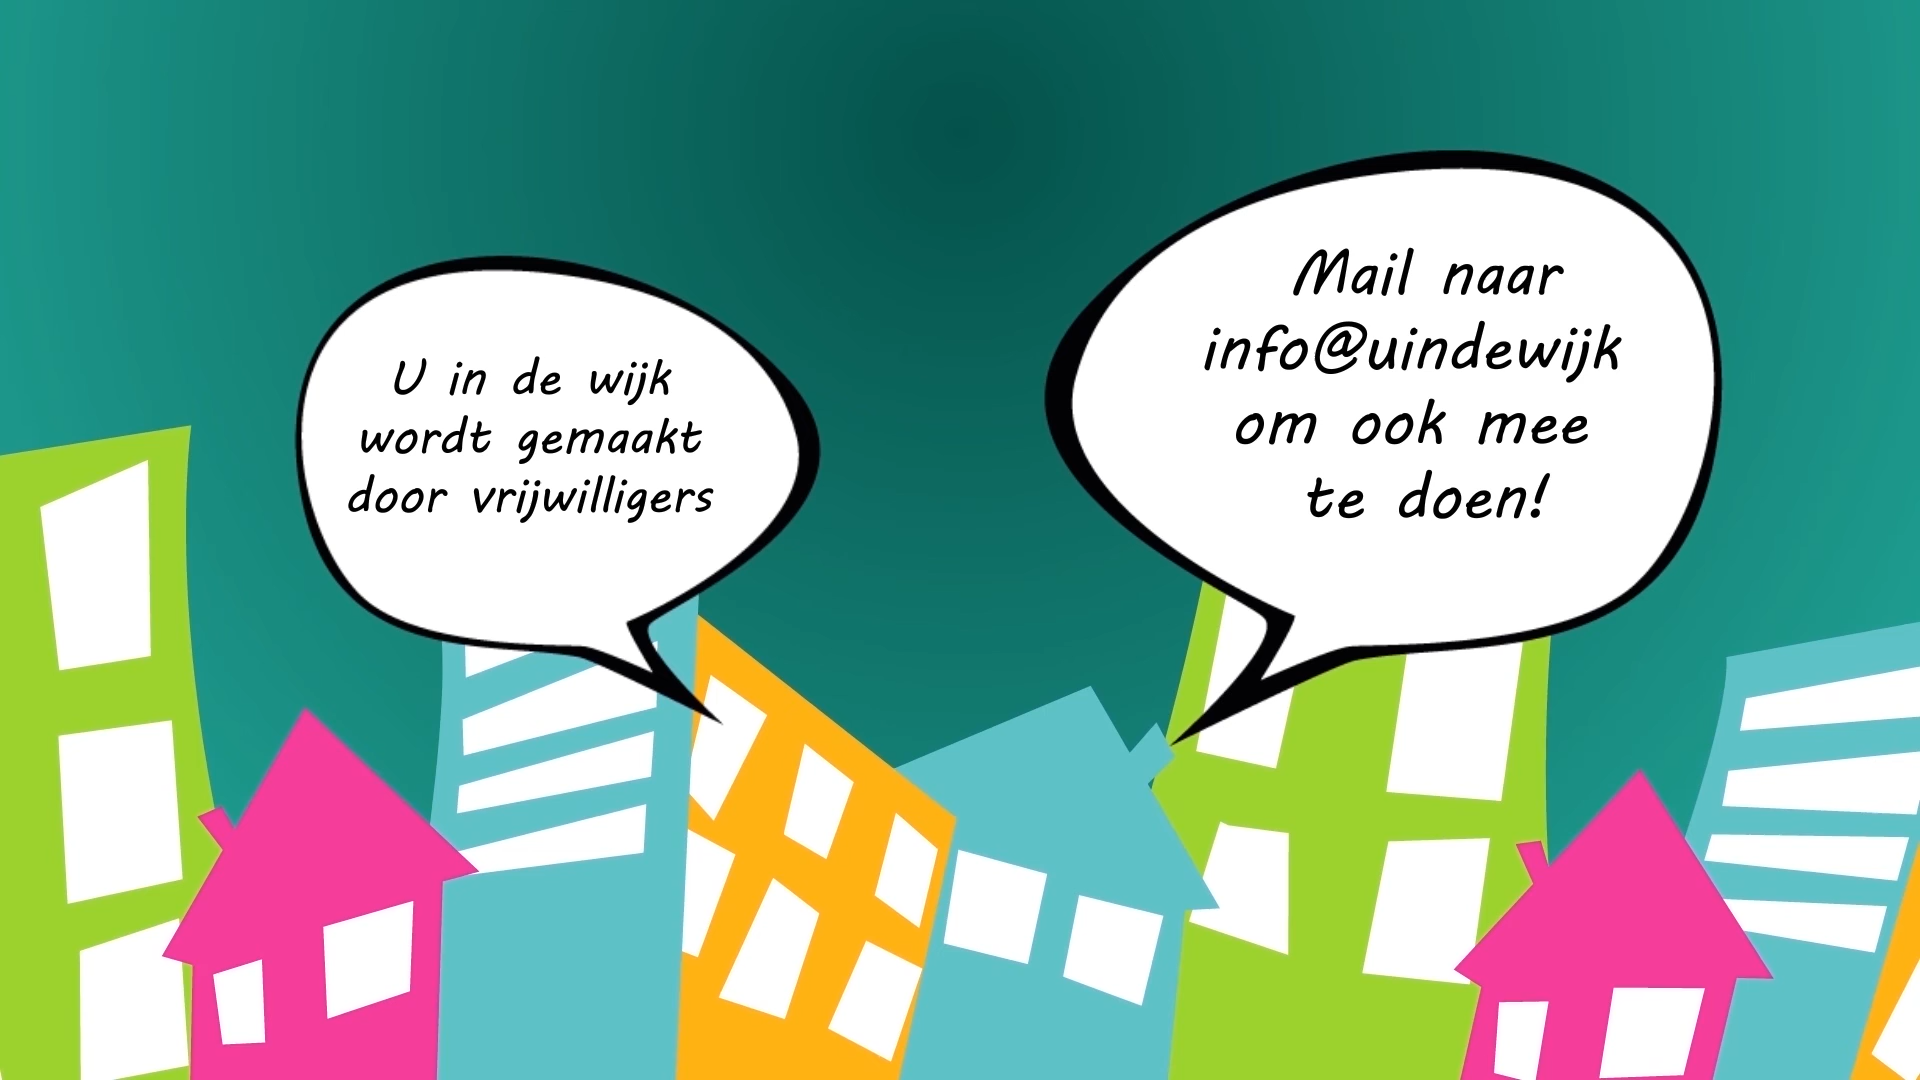 U in de wijk
wordt gemaakt
door vrijwilligers
Mail naar
info@uindewijk
om ook mee
te doen!